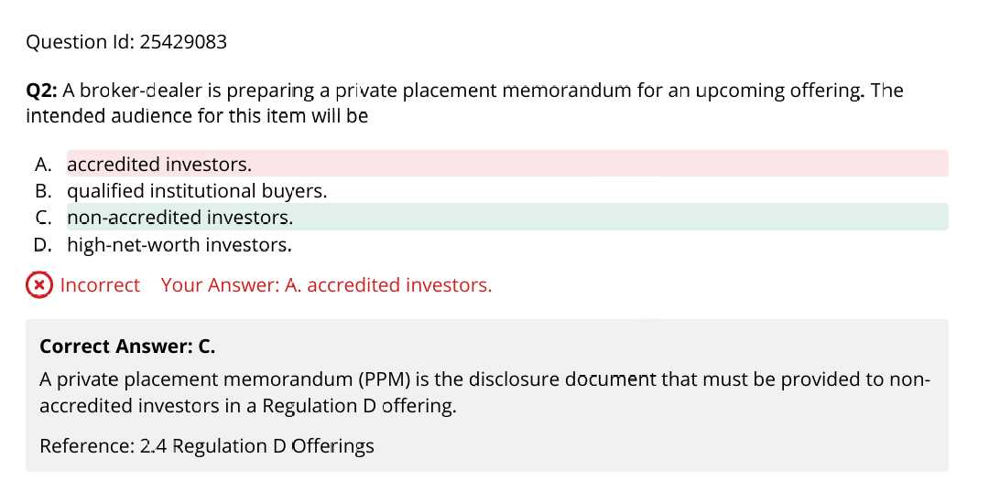 Question Id: 25429083
Q2: A broker-dealer is preparing a private placement memorandum for an upcoming offering. The
intended audience for this item will be
A. accredited investors.
B. qualified institutional buyers.
C. non-accredited investors.
D. high-net-worth investors.
Incorrect Your Answer: A. accredited investors.
Correct Answer: C.
A private placement memorandum (PPM) is the disclosure document that must be provided to non-
accredited investors in a Regulation D offering.
Reference: 2.4 Regulation D Offerings